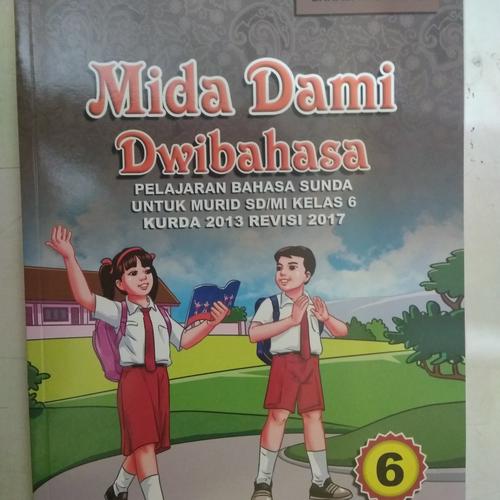 Mida Dami
Dwibahasa
PELAJARAN BAHASA SUNDA
UNTUK MURID SD/MI KELAS 6
KURDA 2013 REVISI 2017
6